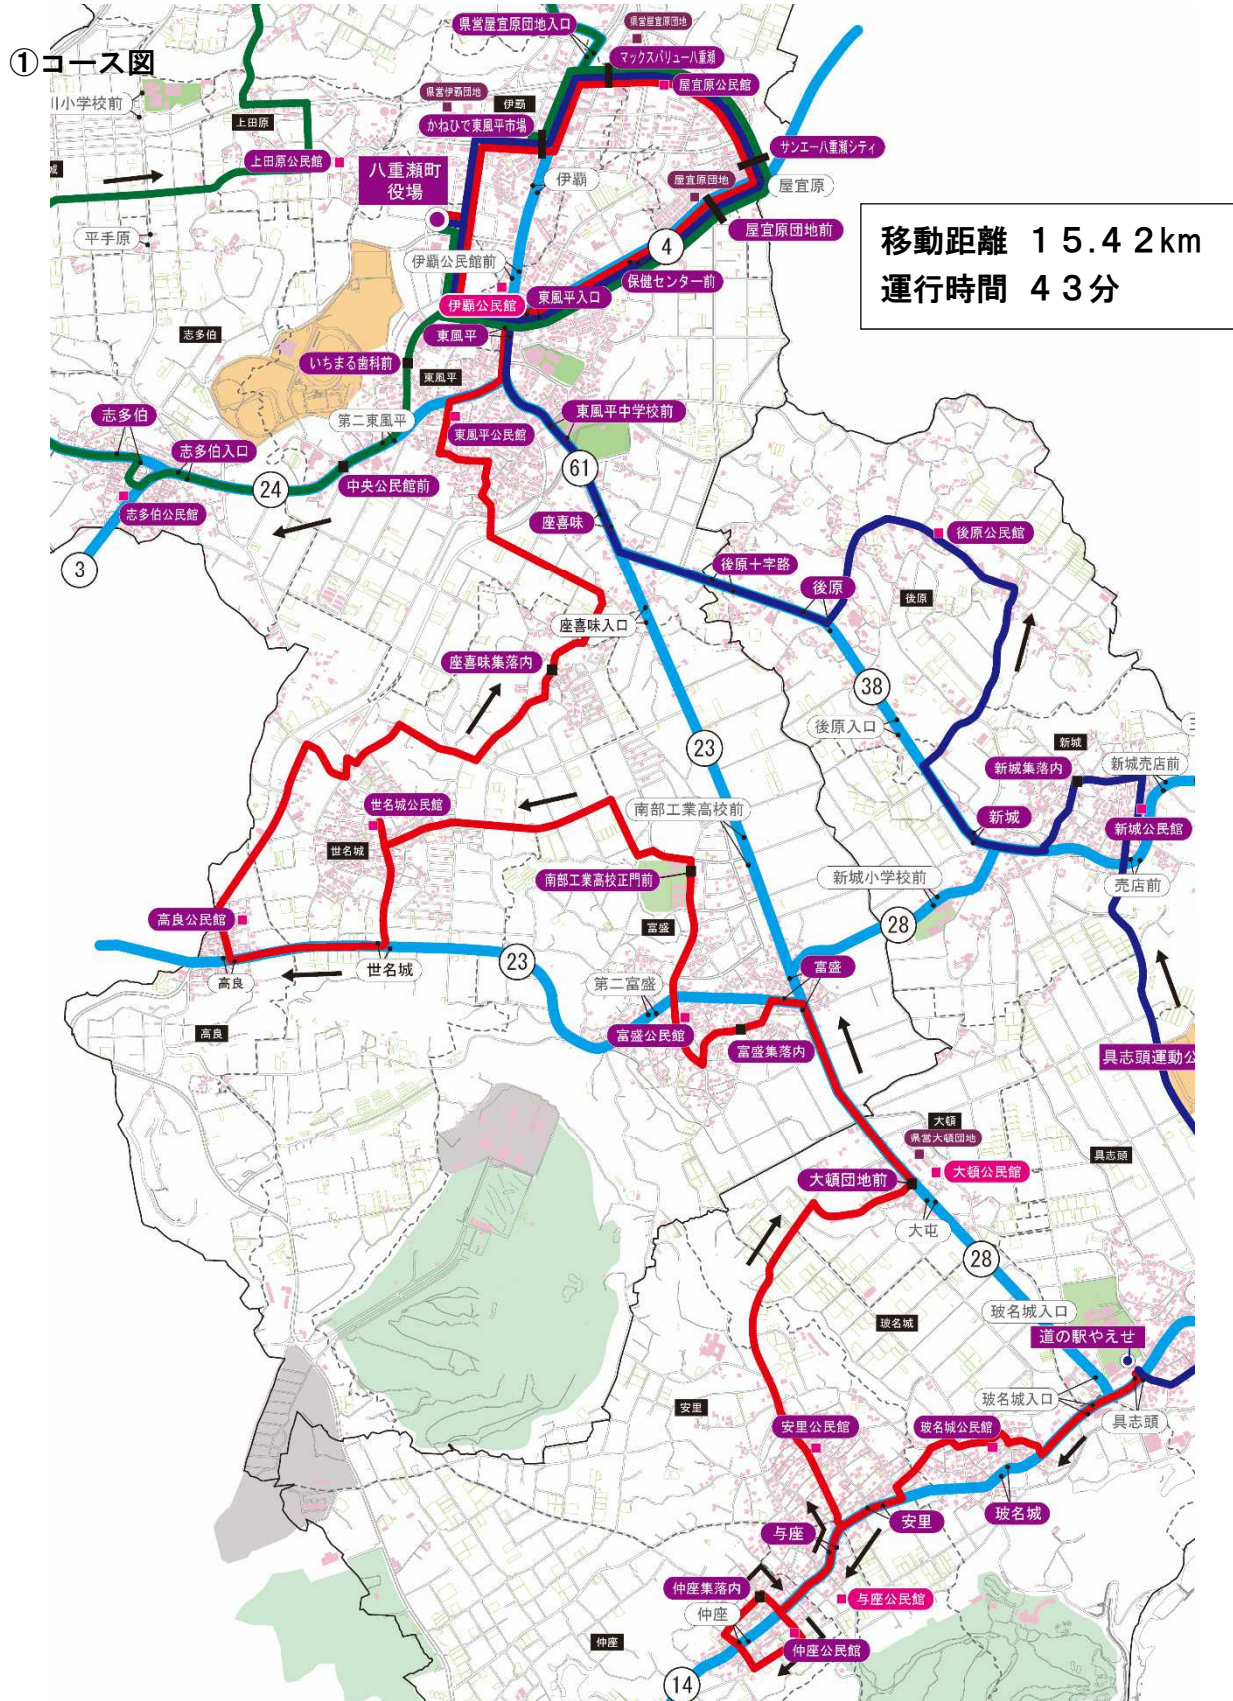 ①コース図
県営屋宜原団地入口
県営屋宜原団地
マックスバリュー八重瀬
屋宜原公民館
川小学校前
県営伊覇団地
伊覇
かねひで東風平市場
上田原
上田原公民館
サンエー八重瀬シティ
八重瀬町
役場
伊覇
屋宜原団地
屋宜原
平手原
屋宜原団地前
4
移動距離 15.42km
運行時間 43分
伊覇公民館前
保健センター前
伊覇公民館
東風平入口
志多伯
東風平
いちまる歯科前
東風平
志多伯
第二東風平
東風平公民館
東風平中学校前
志多伯入口
61
24
中央公民館前
志多伯公民館
座喜味
後原公民館
3
後原十字路
後原
後原
座喜味入口
座喜味集落内
38
後原入口
23
新城
新城集落内
新城売店前
世名城公民館
南部工業高校前
新城
新城公民館
世名城
南部工業高校正門前
新城小学校前
売店前
高良公民館
富盛
28
23
富盛
高良
世名城
第二富盛
高良
富盛公民館
富盛集落内
具志頭運動公
大頓
県営大頓団地
具志頭
大頓団地前
大頓公民館
大屯
28
玻名城入口
玻名城
道の駅やえせ
玻名城入口
安里
具志頭
安里公民館
玻名城公民館
安里
玻名城
与座
仲座集落内
与座公民館
仲座
仲座
仲座公民館
14